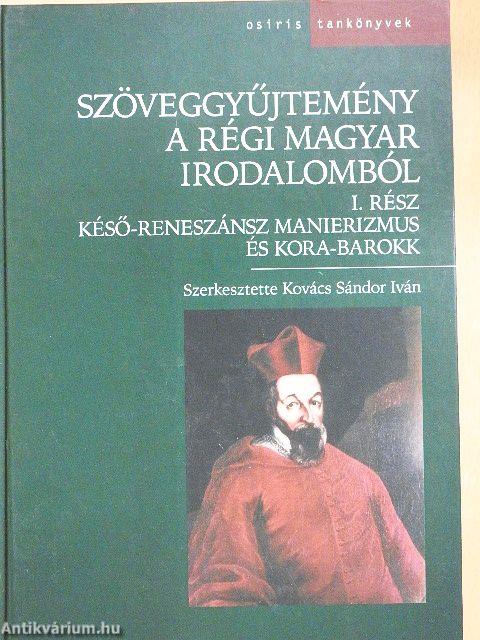 osiris tankönyvek
SZÖVEGGYŰJTEMÉNY
A RÉGI MAGYAR
IRODALOMBÓL
I. RÉSZ
KÉSŐ-RENESZÁNSZ MANIERIZMUS
ÉS KORA-BAROKK
Szerkesztette Kovács Sándor Iván
Antikvárium.hu